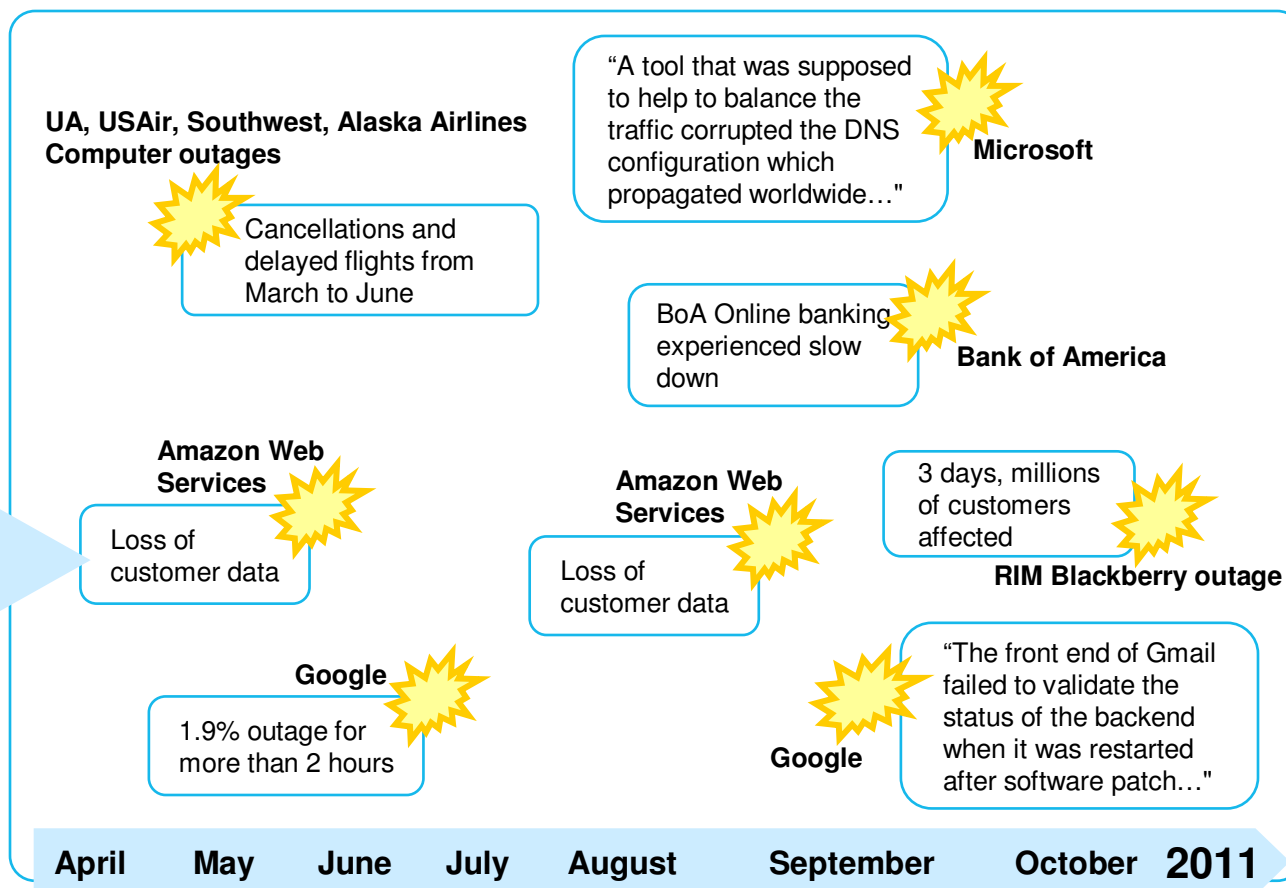 UA, USAir, Southwest, Alaska Airlines
Computer outages
Cancellations and
delayed flights from
March to June
“A tool that was supposed
to help to balance the
traffic corrupted the DNS
configuration which
propagated worldwide…"
Microsoft
BoA Online banking
experienced slow
down
Bank of America
Amazon Web
Services
Loss of
customer data
Amazon Web
Services
Loss of
customer data
3 days, millions
of customers
affected
RIM Blackberry outage
Google
1.9% outage for
more than 2 hours
Google
“The front end of Gmail
failed to validate the
status of the backend
when it was restarted
after software patch…"
April May June July August September October 2011